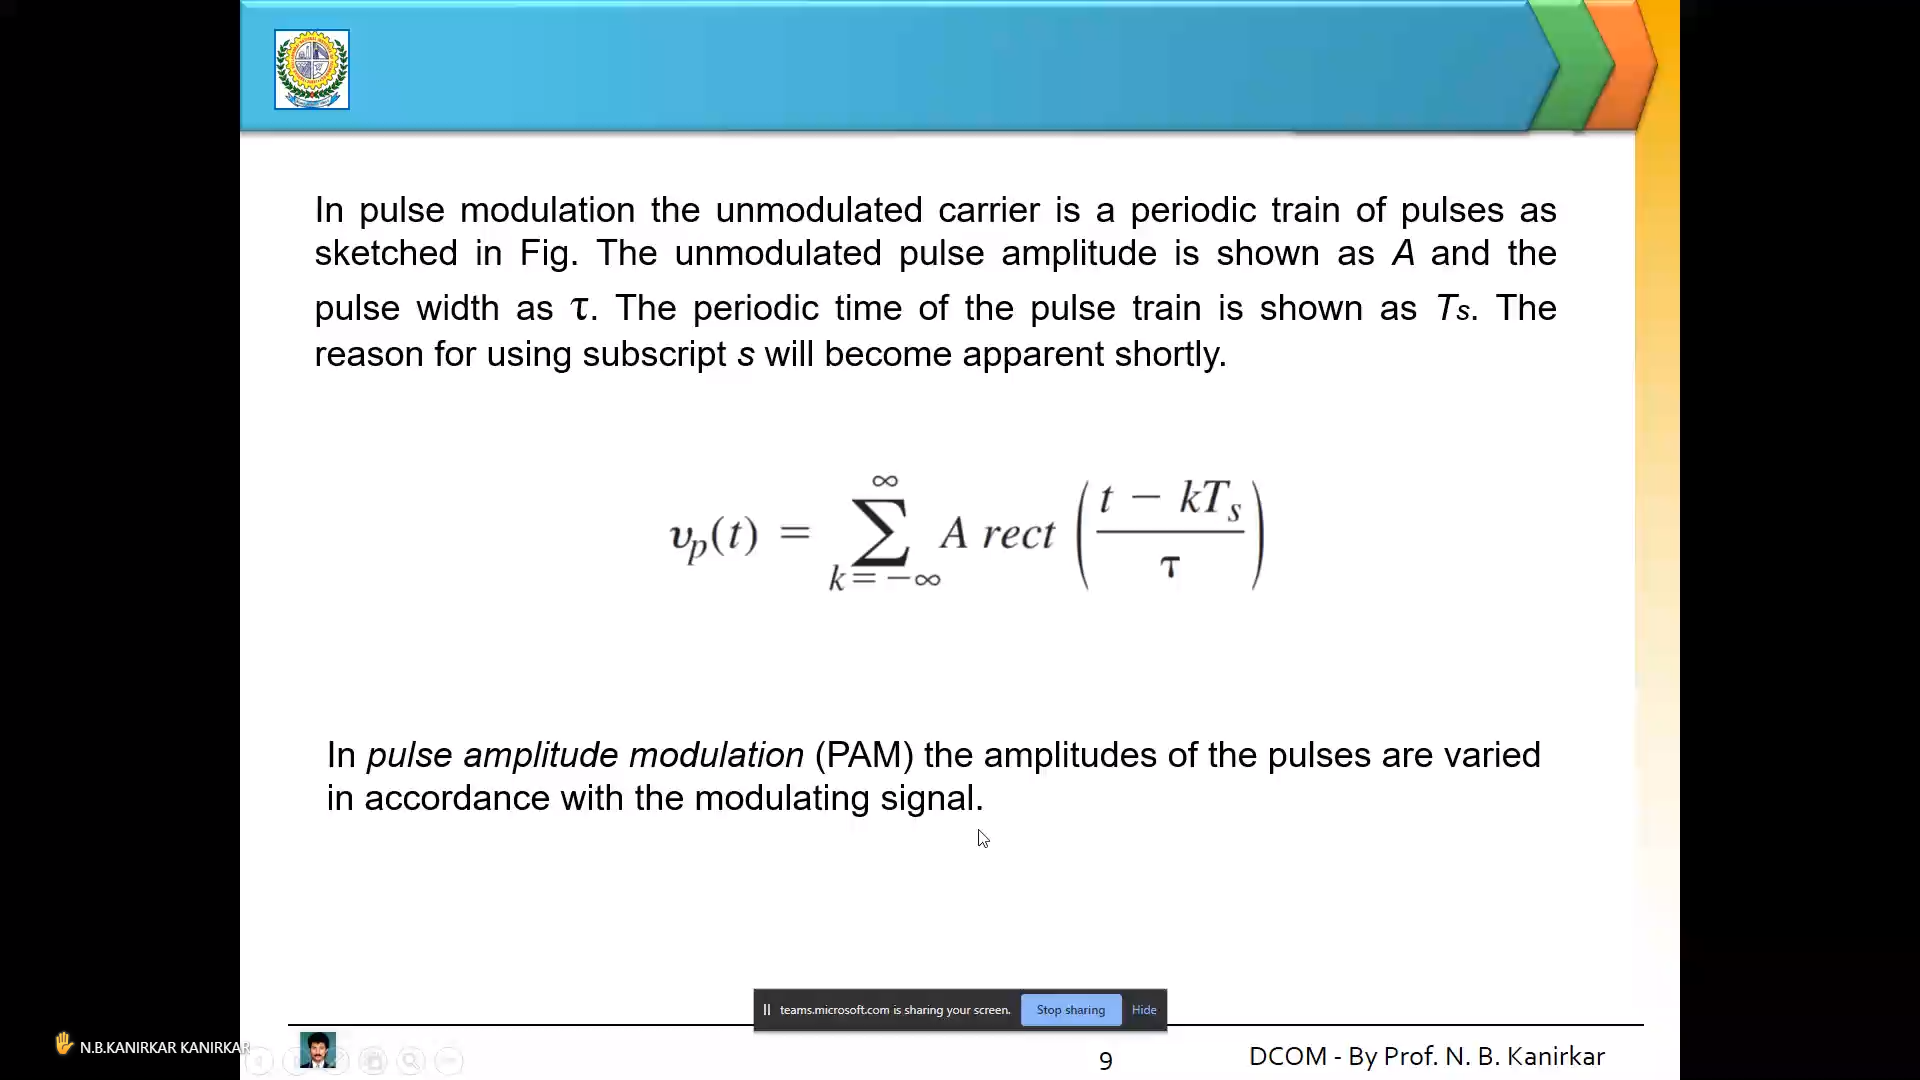 In pulse modulation the unmodulated carrier is a periodic train of pulses as
sketched in Fig. The unmodulated pulse amplitude is shown as A and the
pulse width as τ. The periodic time of the pulse train is shown as Ts. The
reason for using subscript s will become apparent shortly.
υp(t) = ∑_{k=−∞}^{∞} A rect ((t − kTs)/τ)
In pulse amplitude modulation (PAM) the amplitudes of the pulses are varied
in accordance with the modulating signal.
teams.microsoft.com is sharing your screen. Stop sharing Hide
N.B.KANIRKAR KANIRKAR
9
DCOM - By Prof. N. B. Kanirkar